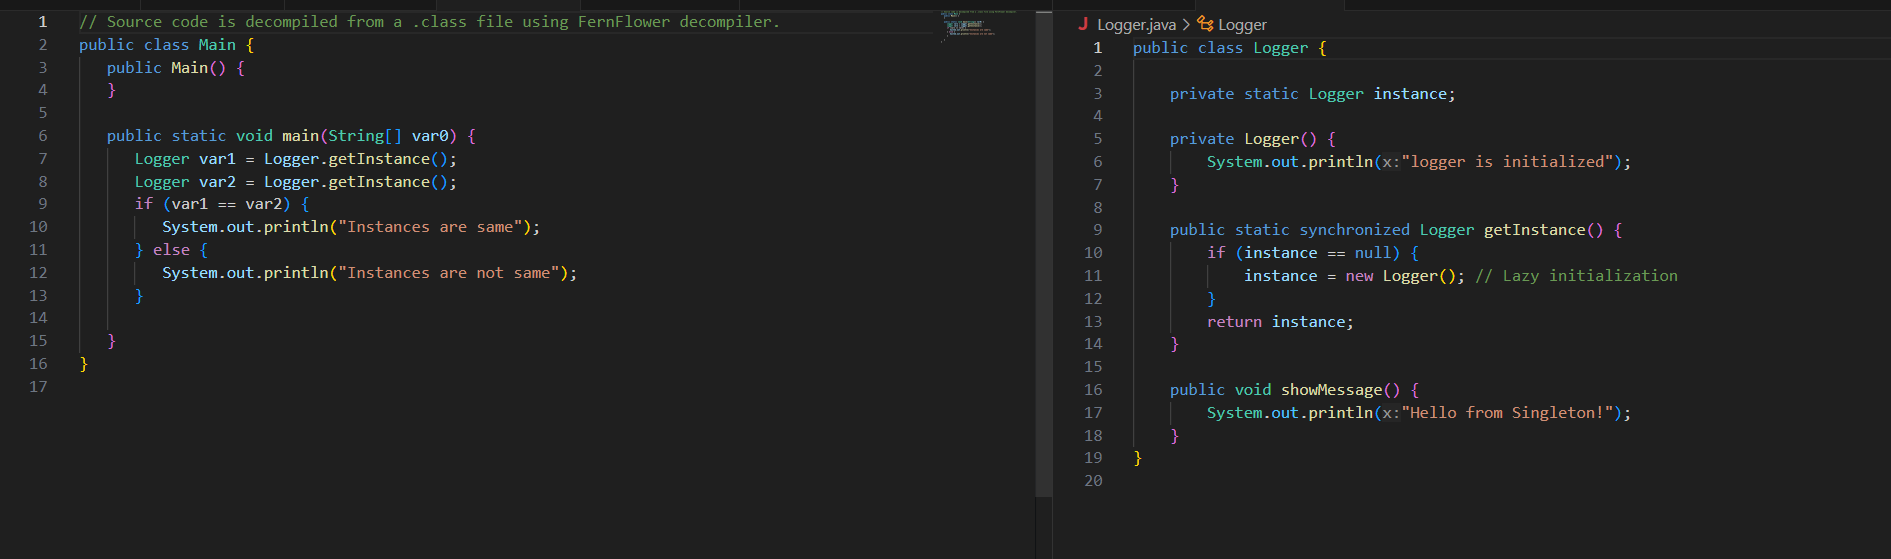 1 // Source code is decompiled from a .class file using FernFlower decompiler.
2 public class Main {
3    public Main() {
4    }
5
6    public static void main(String[] var0) {
7       Logger var1 = Logger.getInstance();
8       Logger var2 = Logger.getInstance();
9       if (var1 == var2) {
10          System.out.println("Instances are same");
11       } else {
12          System.out.println("Instances are not same");
13       }
14
15    }
16 }
17
J Logger.java > Logger
1 public class Logger {
2
3     private static Logger instance;
4
5     private Logger() {
6         System.out.println(x:"logger is initialized");
7     }
8
9     public static synchronized Logger getInstance() {
10         if (instance == null) {
11             instance = new Logger(); // Lazy initialization
12         }
13         return instance;
14     }
15
16     public void showMessage() {
17         System.out.println(x:"Hello from Singleton!");
18     }
19 }
20